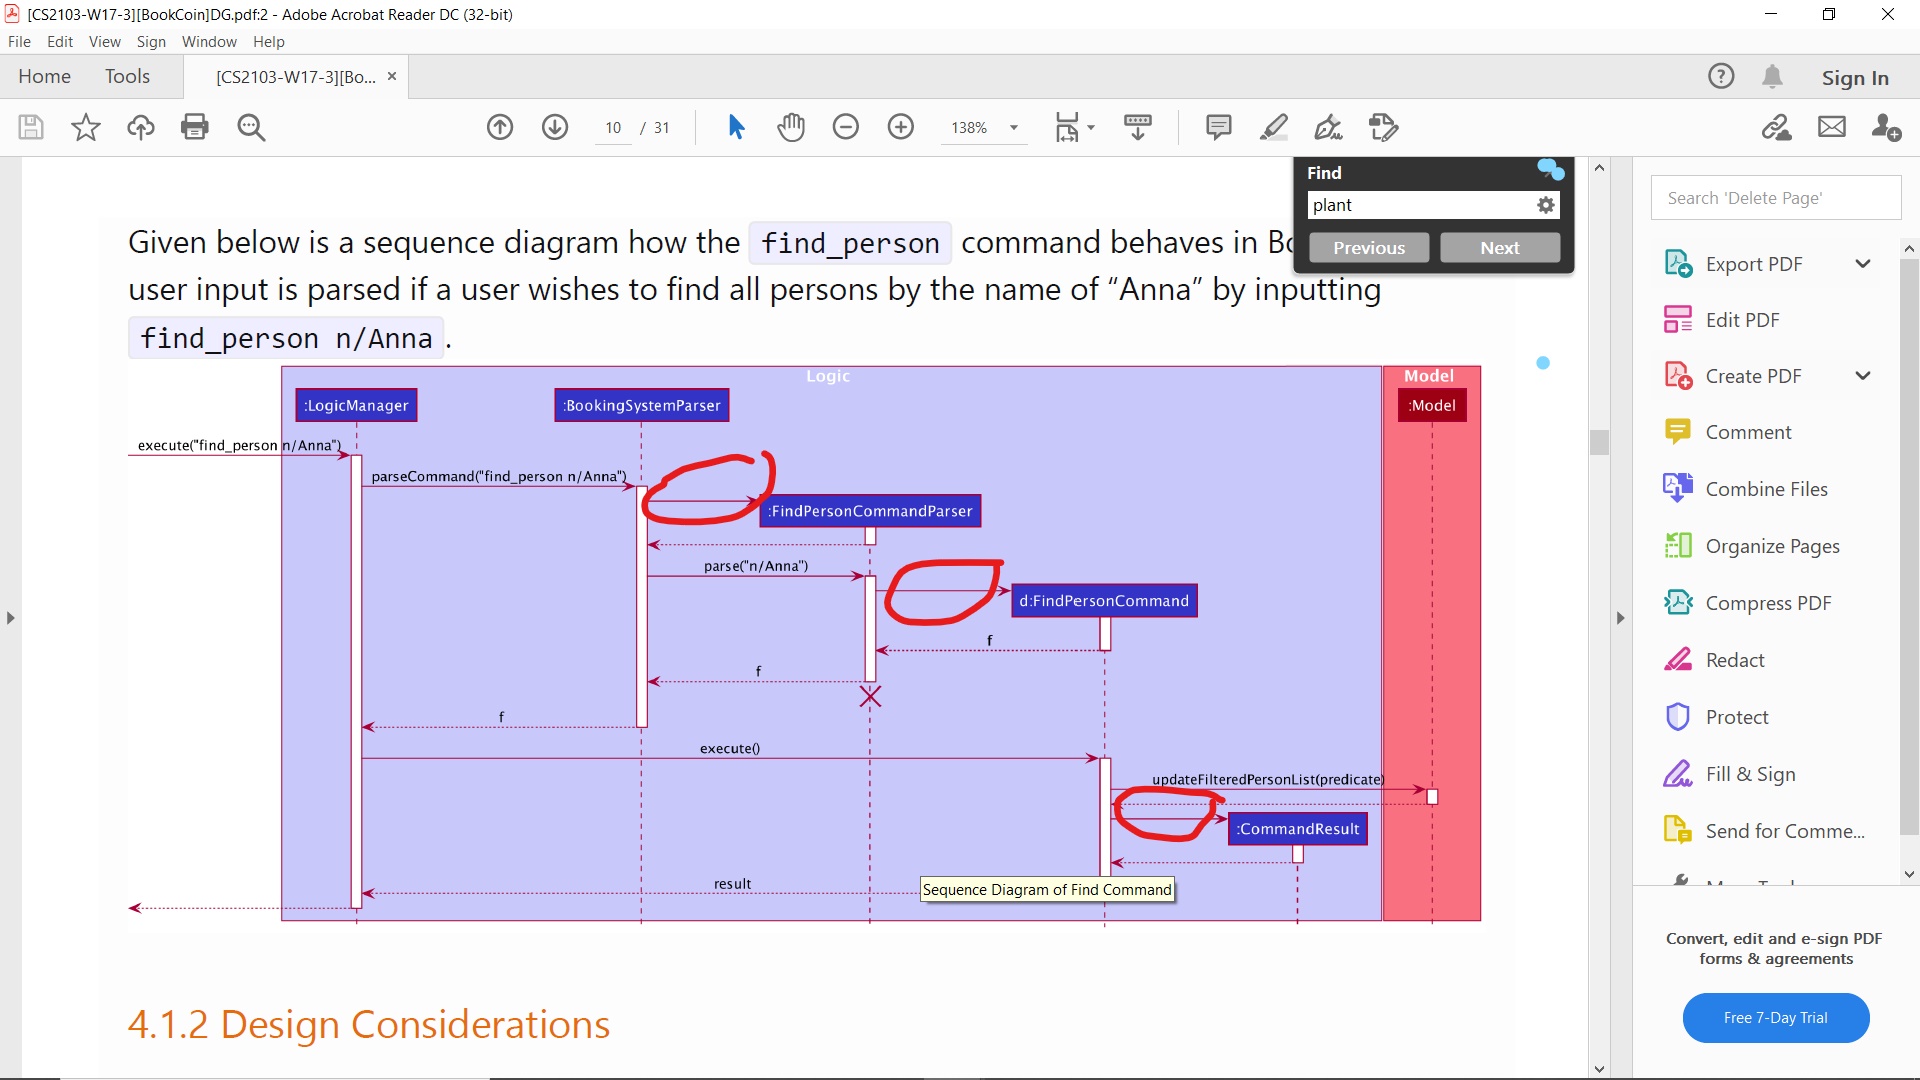 [CS2103-W17-3][BookCoin]DG.pdf:2 - Adobe Acrobat Reader DC (32-bit)
File Edit View Sign Window Help
Home Tools [CS2103-W17-3][Bo... × Sign In
10 / 31 138%
Find
plant
Previous Next
Given below is a sequence diagram how the find_person command behaves in Bo
user input is parsed if a user wishes to find all persons by the name of “Anna” by inputting
find_person n/Anna .
Logic Model
:LogicManager :BookingSystemParser :Model
execute("find_person n/Anna")
parseCommand("find_person n/Anna")
:FindPersonCommandParser
parse("n/Anna")
d:FindPersonCommand
f
f
f
execute()
updateFilteredPersonList(predicate)
:CommandResult
result
Sequence Diagram of Find Command
4.1.2 Design Considerations
Search 'Delete Page'
Export PDF
Edit PDF
Create PDF
Comment
Combine Files
Organize Pages
Compress PDF
Redact
Protect
Fill & Sign
Send for Comme...
Convert, edit and e-sign PDF
forms & agreements
Free 7-Day Trial